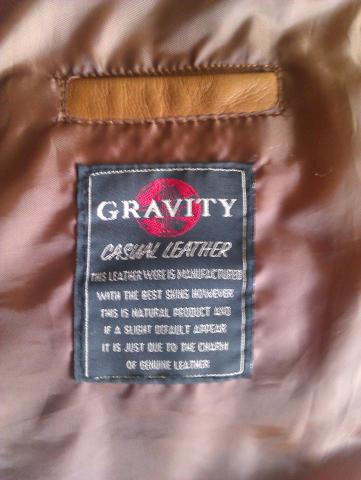 GRAVITY
CASUAL LEATHER
THIS LEATHER WERE IS MANUFACTURED
WITH THE BEST SKINS HOWEVER
THIS IS NATURAL PRODUCT AND
IF A SLIGHT DEFAULT APPEAR
IT IS JUST DUE TO THE CHARM
OF GENUINE LEATHER